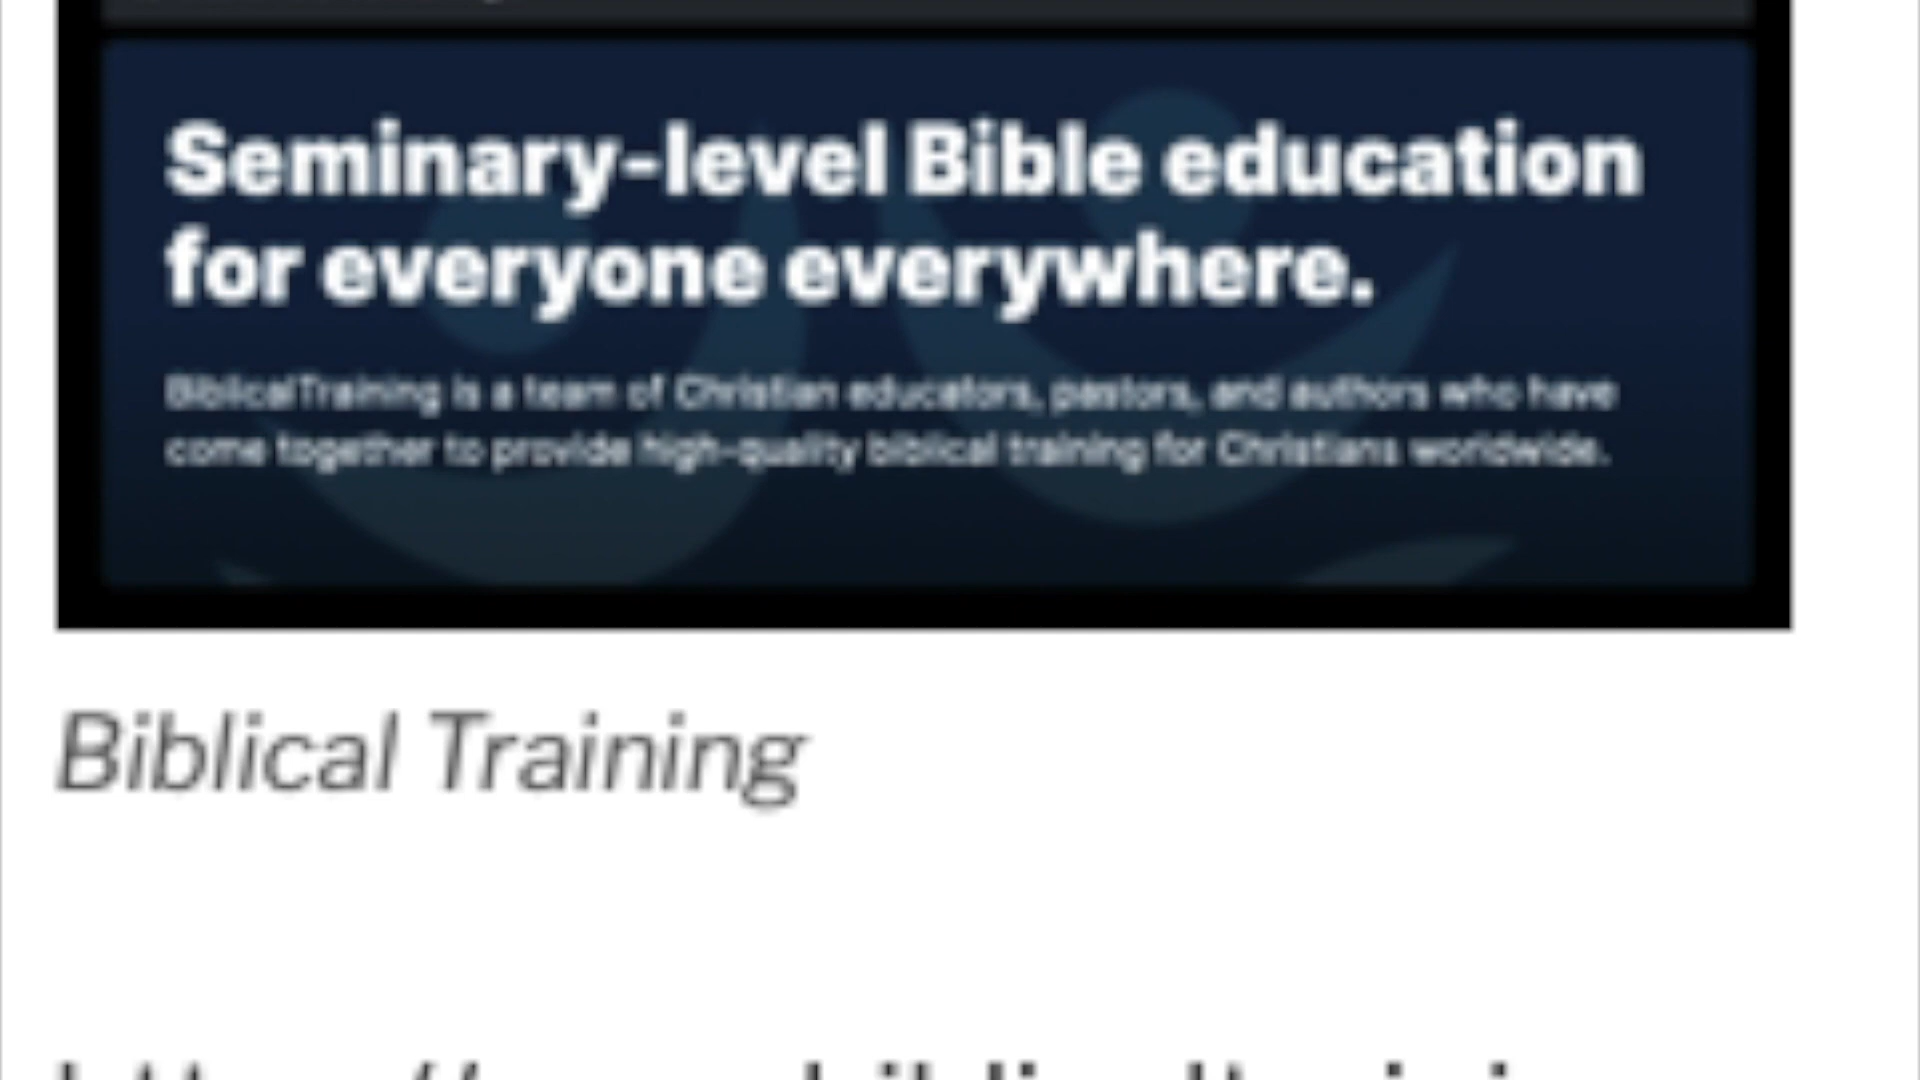 Seminary-level Bible education
for everyone everywhere.
BiblicalTraining is a team of Christian educators, pastors, and authors who have
come together to provide high-quality biblical training for Christians worldwide.
Biblical Training